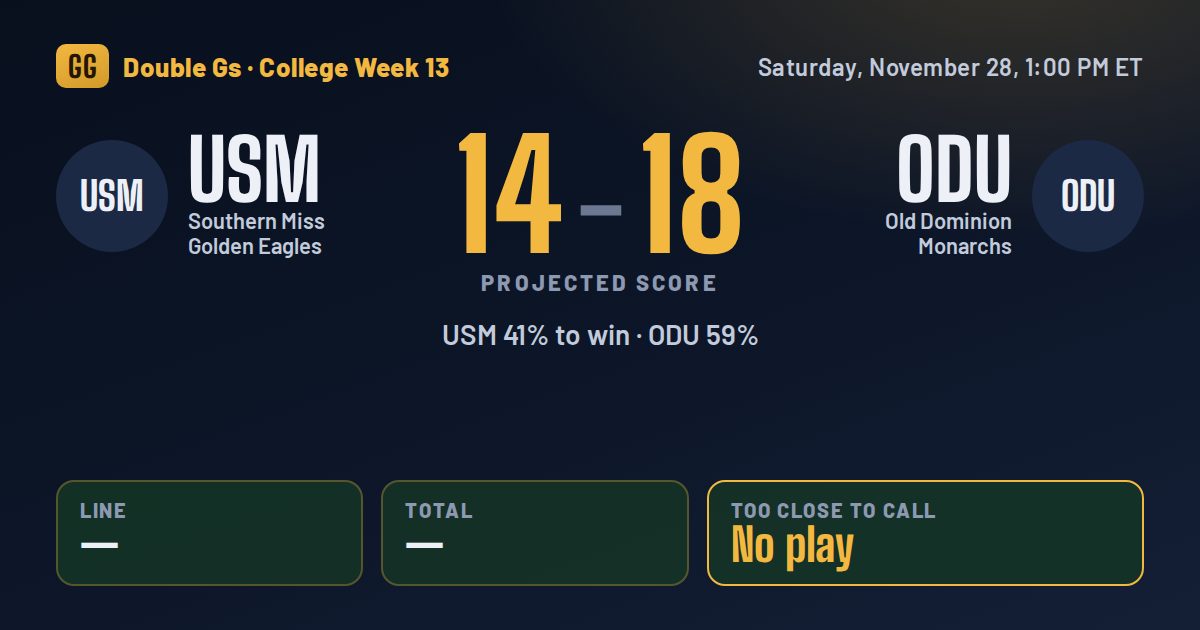 GG
Double Gs · College Week 13
Saturday, November 28, 1:00 PM ET
USM
USM
Southern Miss
Golden Eagles
14 – 18
PROJECTED SCORE
USM 41% to win · ODU 59%
ODU
Old Dominion
Monarchs
ODU
LINE
—
TOTAL
—
TOO CLOSE TO CALL
No play